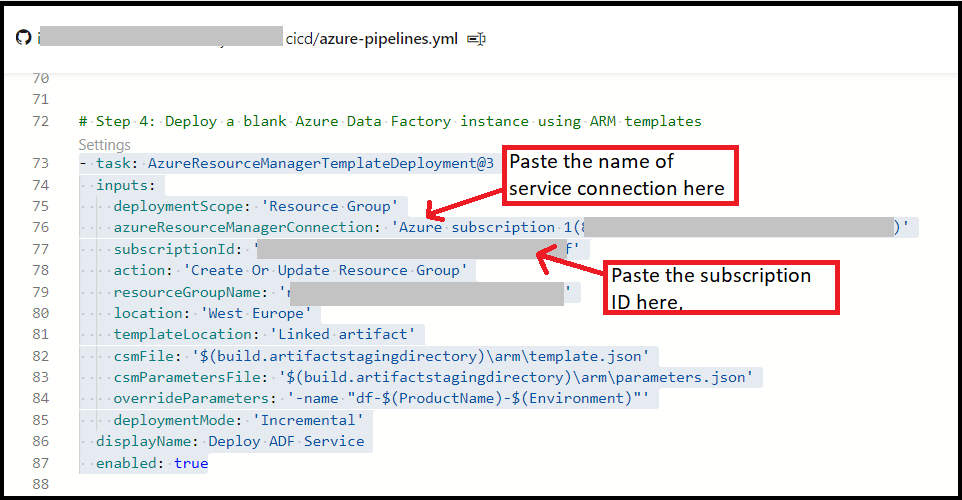 i cicd/azure-pipelines.yml
70
71
72 # Step 4: Deploy a blank Azure Data Factory instance using ARM templates
Settings
73 - task: AzureResourceManagerTemplateDeployment@3
Paste the name of
service connection here
74 inputs:
75 deploymentScope: 'Resource Group'
76 azureResourceManagerConnection: 'Azure subscription 1( )'
77 subscriptionId: ' f'
78 action: 'Create Or Update Resource Group'
Paste the subscription
ID here,
79 resourceGroupName: 'r '
80 location: 'West Europe'
81 templateLocation: 'Linked artifact'
82 csmFile: '$(build.artifactstagingdirectory)\arm\template.json'
83 csmParametersFile: '$(build.artifactstagingdirectory)\arm\parameters.json'
84 overrideParameters: '-name "df-$(ProductName)-$(Environment)"'
85 deploymentMode: 'Incremental'
86 displayName: Deploy ADF Service
87 enabled: true
88